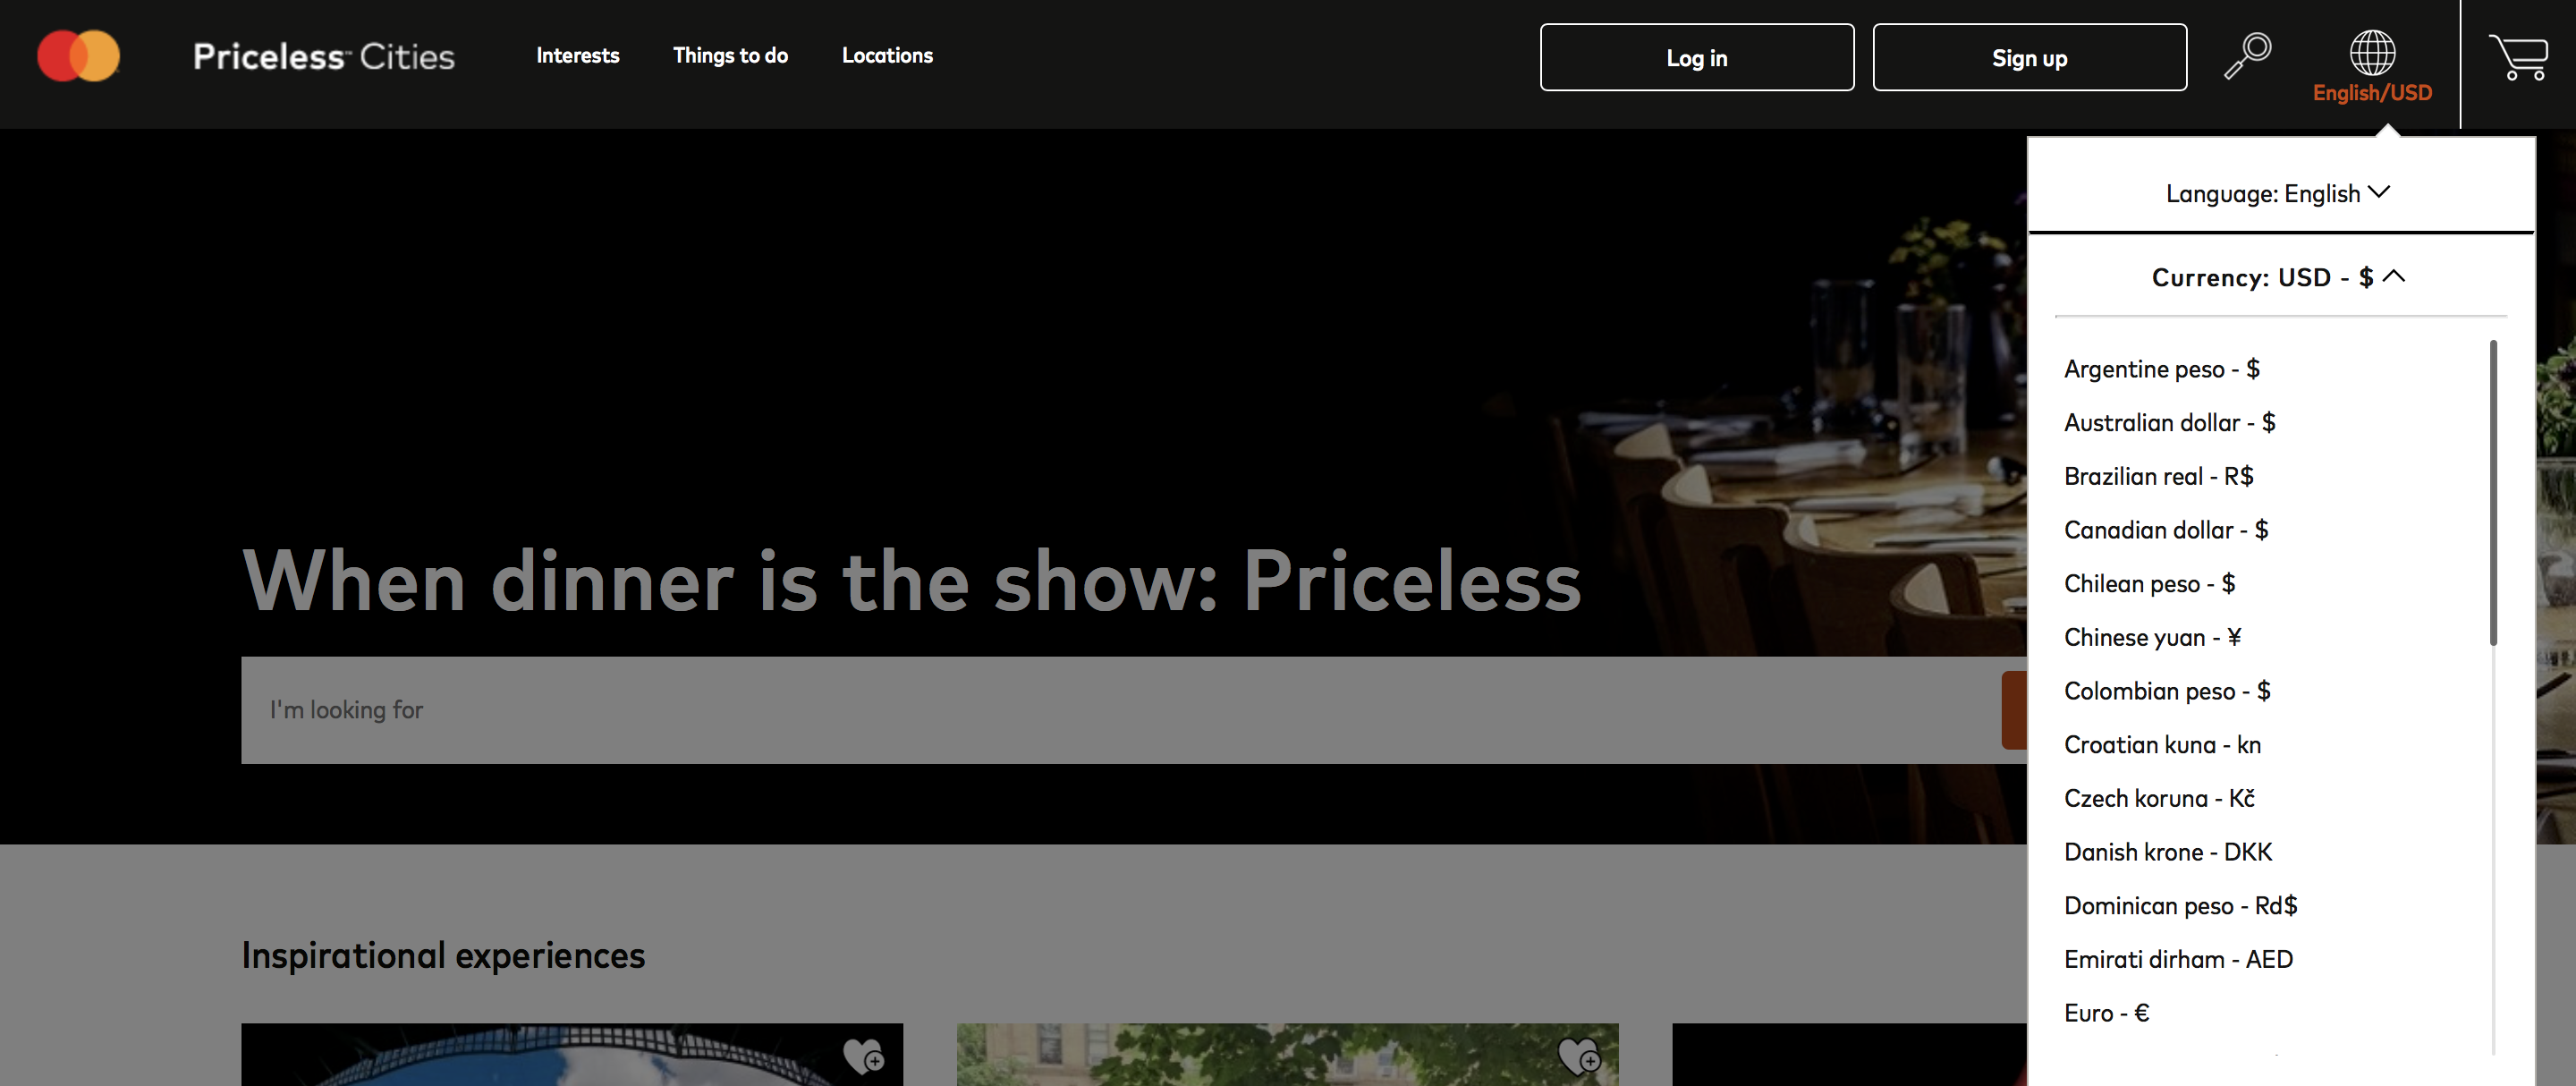 Priceless™ Cities
Interests
Things to do
Locations
Log in
Sign up
English/USD
Language: English
Currency: USD - $
Argentine peso - $
Australian dollar - $
Brazilian real - R$
Canadian dollar - $
Chilean peso - $
Chinese yuan - ¥
Colombian peso - $
Croatian kuna - kn
Czech koruna - Kč
Danish krone - DKK
Dominican peso - Rd$
Emirati dirham - AED
Euro - €
When dinner is the show: Priceless
I'm looking for
Inspirational experiences